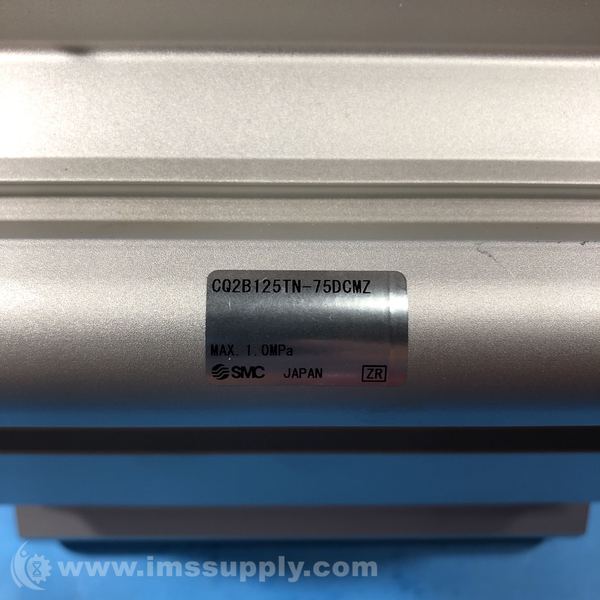 CQ2B125TN-75DCMZ
MAX. 1.0MPa
SMC JAPAN ZR
www.imssupply.com